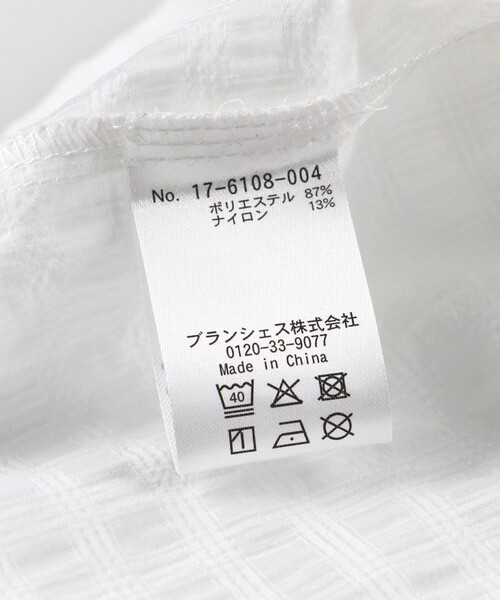 No. 17-6108-004
ポリエステル 87%
ナイロン 13%
ブランシェス株式会社
0120-33-9077
Made in China
40